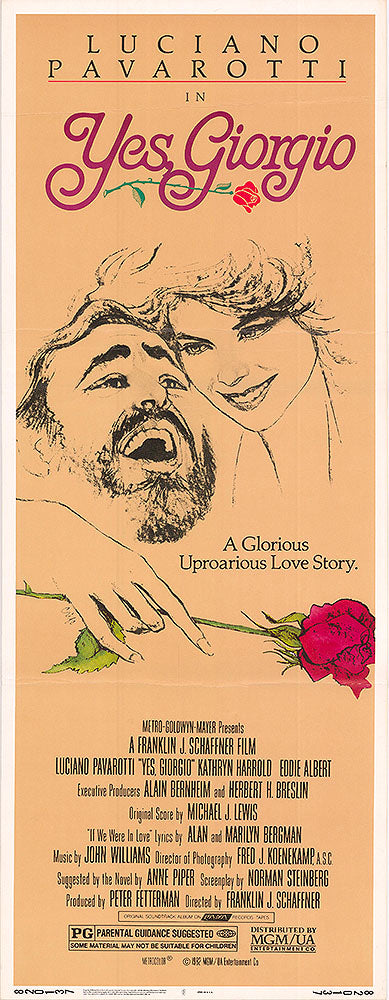 LUCIANO
PAVAROTTI
IN
Yes, Giorgio
A Glorious
Uproarious Love Story.
METRO-GOLDWYN-MAYER Presents
A FRANKLIN J. SCHAFFNER FILM
LUCIANO PAVAROTTI "YES, GIORGIO" KATHRYN HARROLD EDDIE ALBERT
Executive Producers ALAIN BERNHEIM and HERBERT H. BRESLIN
Original Score by MICHAEL J. LEWIS
"If We Were In Love" Lyrics by ALAN and MARILYN BERGMAN
Music by JOHN WILLIAMS Director of Photography FRED J. KOENEKAMP, A.S.C.
Suggested by the Novel by ANNE PIPER Screenplay by NORMAN STEINBERG
Produced by PETER FETTERMAN Directed by FRANKLIN J. SCHAFFNER
ORIGINAL SOUNDTRACK ALBUM ON LONDON RECORDS · TAPES
PG PARENTAL GUIDANCE SUGGESTED
SOME MATERIAL MAY NOT BE SUITABLE FOR CHILDREN
DISTRIBUTED BY
MGM/UA
ENTERTAINMENT CO.
METROCOLOR® © 1982 MGM/UA Entertainment Co.
820137
820137